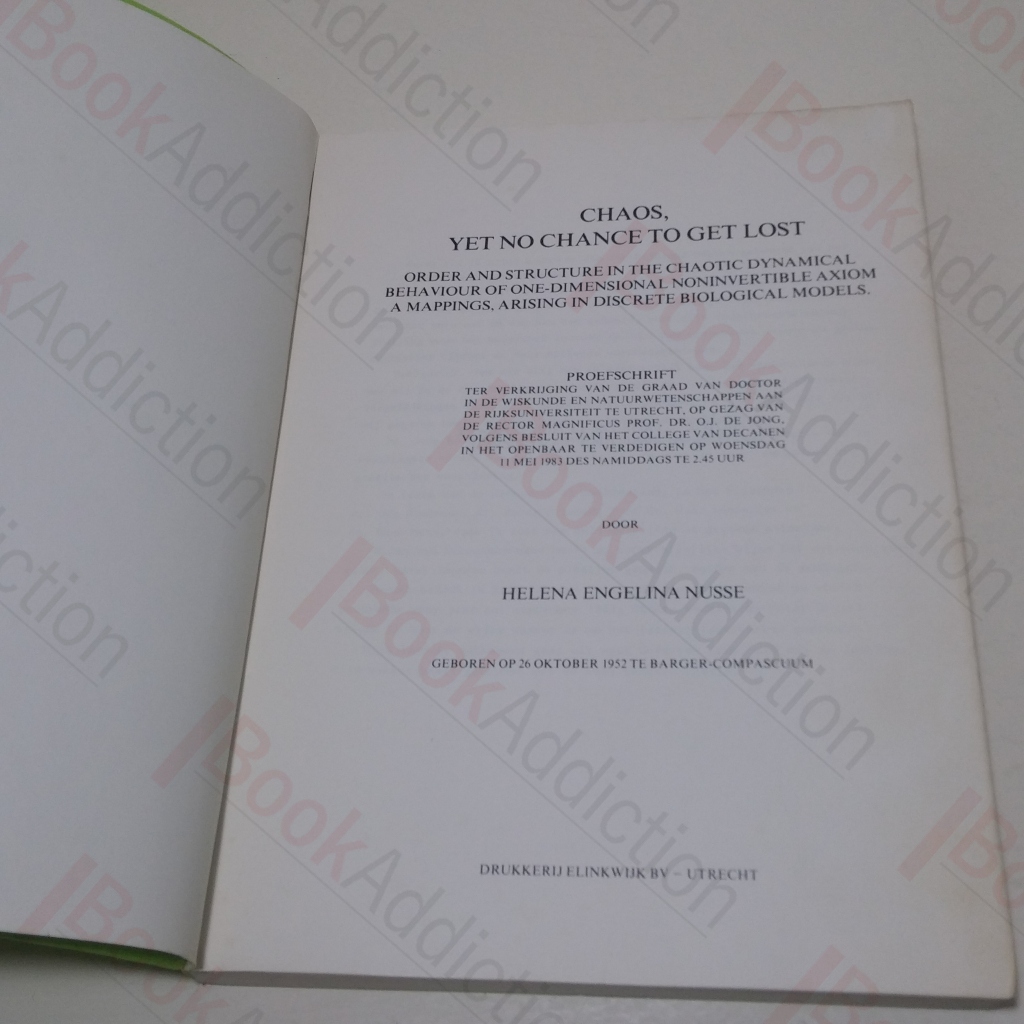 CHAOS,
YET NO CHANCE TO GET LOST
ORDER AND STRUCTURE IN THE CHAOTIC DYNAMICAL
BEHAVIOUR OF ONE-DIMENSIONAL NONINVERTIBLE AXIOM
A MAPPINGS, ARISING IN DISCRETE BIOLOGICAL MODELS.
PROEFSCHRIFT
TER VERKRIJGING VAN DE GRAAD VAN DOCTOR
IN DE WISKUNDE EN NATUURWETENSCHAPPEN AAN
DE RIJKSUNIVERSITEIT TE UTRECHT, OP GEZAG VAN
DE RECTOR MAGNIFICUS PROF. DR. O.J. DE JONG,
VOLGENS BESLUIT VAN HET COLLEGE VAN DECANEN
IN HET OPENBAAR TE VERDEDIGEN OP WOENSDAG
11 MEI 1983 DES NAMIDDAGS TE 2.45 UUR
DOOR
HELENA ENGELINA NUSSE
GEBOREN OP 26 OKTOBER 1952 TE BARGER-COMPASCUUM
DRUKKERIJ ELINKWIJK BV - UTRECHT
BookAddiction